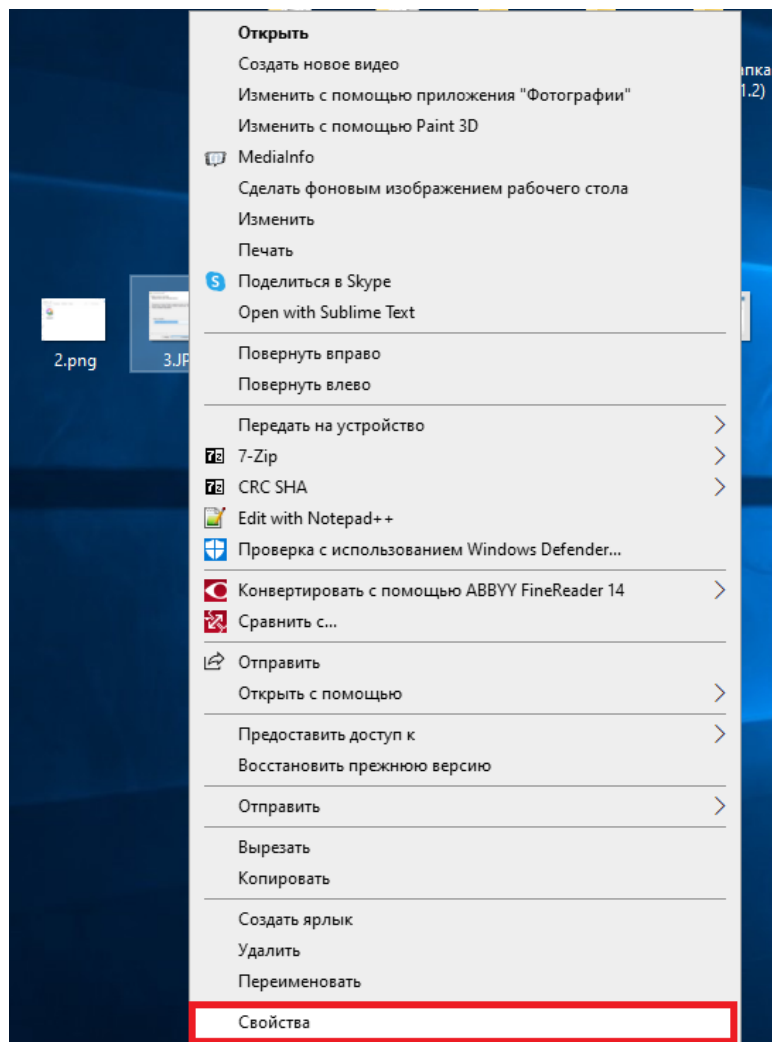 Открыть
Создать новое видео
Изменить с помощью приложения "Фотографии"
Изменить с помощью Paint 3D
MediaInfo
Сделать фоновым изображением рабочего стола
Изменить
Печать
Поделиться в Skype
Open with Sublime Text
2.png
Повернуть вправо
Повернуть влево
Передать на устройство
7-Zip
CRC SHA
Edit with Notepad++
Проверка с использованием Windows Defender...
Конвертировать с помощью ABBYY FineReader 14
Сравнить с...
Отправить
Открыть с помощью
Предоставить доступ к
Восстановить прежнюю версию
Отправить
Вырезать
Копировать
Создать ярлык
Удалить
Переименовать
Свойства